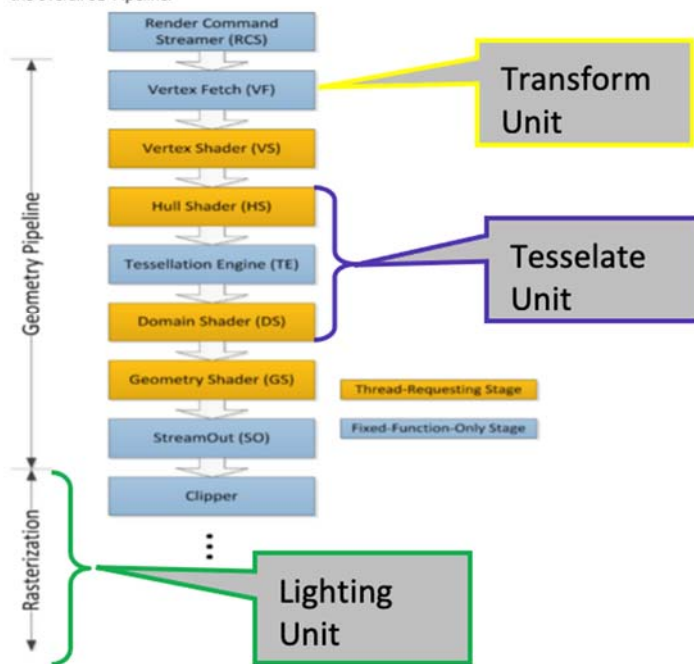 Render Command
Streamer (RCS)
Vertex Fetch (VF)
Transform
Unit
Vertex Shader (VS)
Geometry Pipeline
Hull Shader (HS)
Tessellation Engine (TE)
Tesselate
Unit
Domain Shader (DS)
Geometry Shader (GS)
Thread-Requesting Stage
StreamOut (SO)
Fixed-Function-Only Stage
Clipper
Rasterization
Lighting
Unit